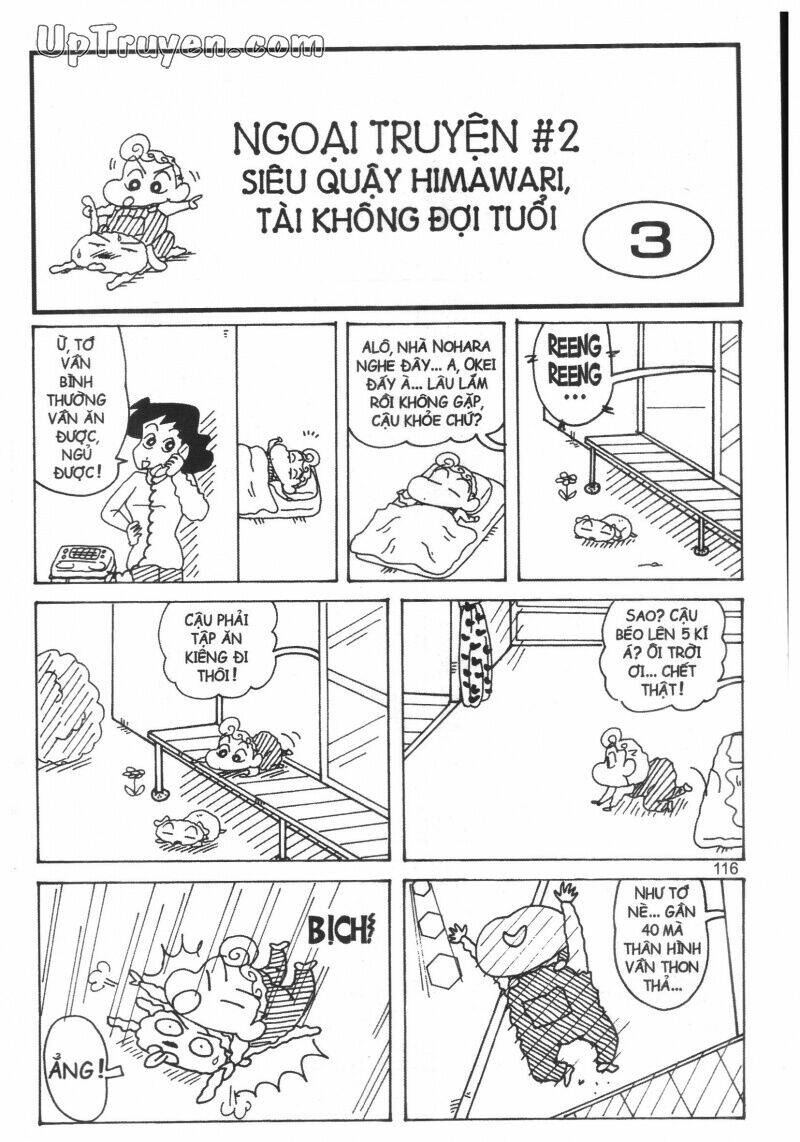 UpTruyen.com
NGOẠI TRUYỆN #2
SIÊU QUẬY HIMAWARI,
TÀI KHÔNG ĐỢI TUỔI
3
REENG
REENG
...
ALÔ, NHÀ NOHARA
NGHE ĐÂY... A, OKEI
ĐẤY À... LÂU LẮM
RỒI KHÔNG GẶP,
CẬU KHỎE CHỨ?
Ừ, TỚ
VẪN
BÌNH
THƯỜNG
VẪN ĂN
ĐƯỢC,
NGỦ
ĐƯỢC!
SAO? CẬU
BÉO LÊN 5 KÍ
Á? ÔI TRỜI
ƠI... CHẾT
THẬT!
CẬU PHẢI
TẬP ĂN
KIÊNG ĐI
THÔI!
116
NHƯ TỚ
NÈ... GẦN
40 MÀ
THÂN HÌNH
VẪN THON
THẢ...
BỊCH!
ẲNG!